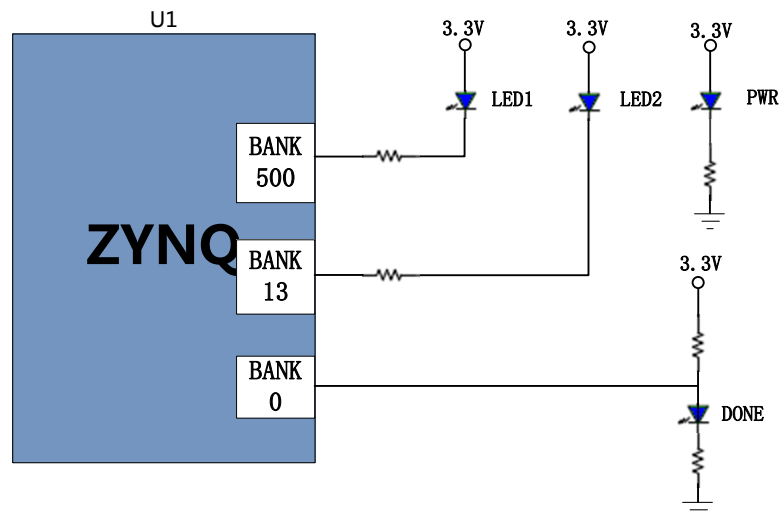 U1
3.3V
3.3V
3.3V
LED1
LED2
PWR
BANK
500
ZYNQ
BANK
13
3.3V
BANK
0
DONE